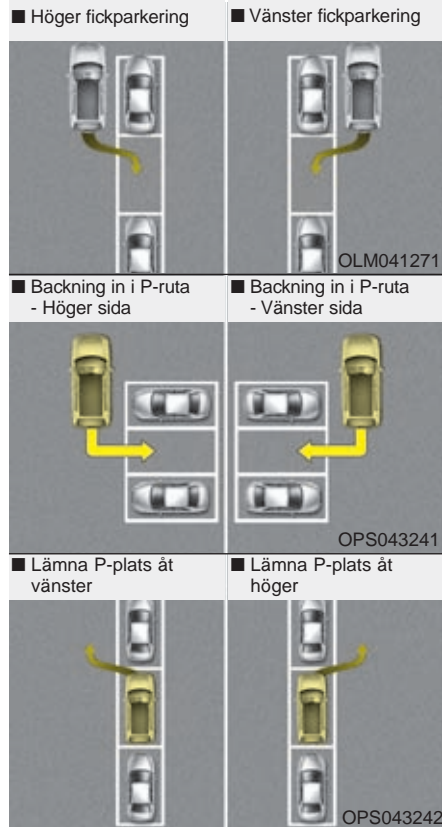 ■ Höger fickparkering
■ Vänster fickparkering
OLM041271
■ Backning in i P-ruta
- Höger sida
■ Backning in i P-ruta
- Vänster sida
OPS043241
■ Lämna P-plats åt
vänster
■ Lämna P-plats åt
höger
OPS043242